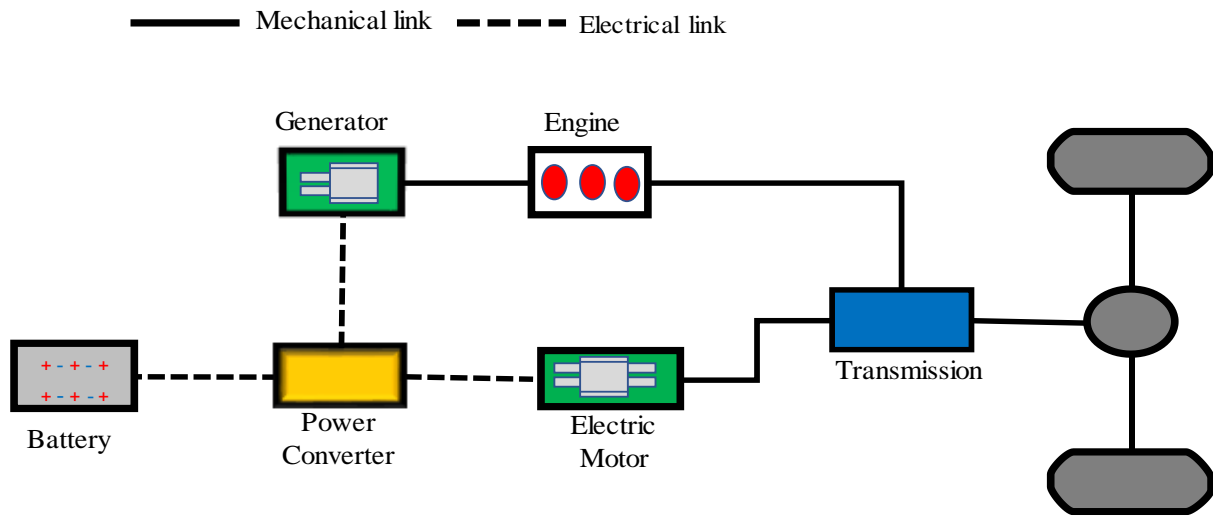 Mechanical link
Electrical link
Generator
Engine
+-+-+
+-+-+
Battery
Power
Converter
Electric
Motor
Transmission